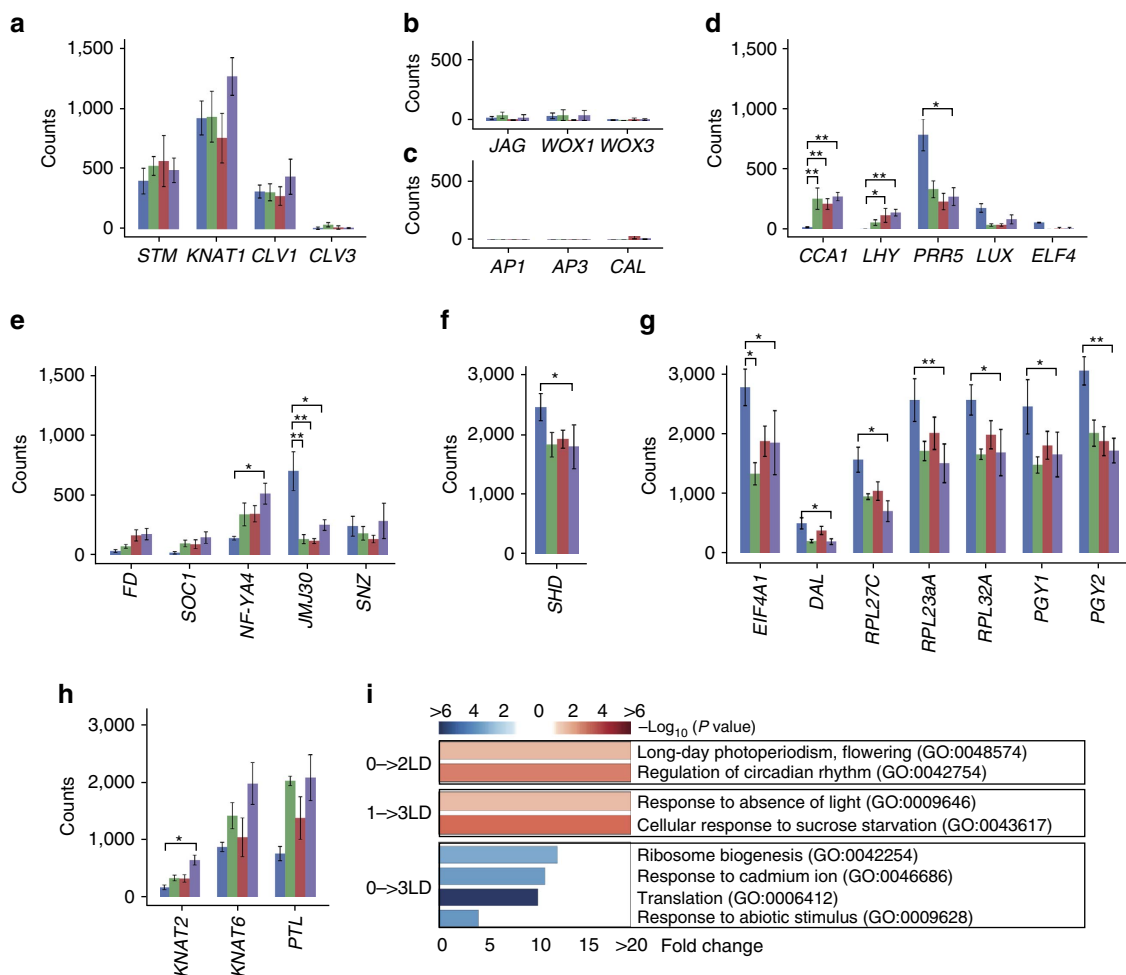 a
1,500
1,000
500
0
Counts
STM KNAT1 CLV1 CLV3
b
500
0
Counts
JAG WOX1 WOX3
c
500
0
Counts
AP1 AP3 CAL
d
1,500
1,000
500
0
Counts
** ** ** * ** *
CCA1 LHY PRR5 LUX ELF4
e
1,500
1,000
500
0
Counts
* ** ** *
FD SOC1 NF-YA4 JMJ30 SNZ
f
3,000
2,000
1,000
0
Counts
*
SHD
g
3,000
2,000
1,000
0
Counts
* * * * ** * * **
EIF4A1 DAL RPL27C RPL23aA RPL32A PGY1 PGY2
h
3,000
2,000
1,000
0
Counts
*
KNAT2 KNAT6 PTL
i
>6 4 2 0 2 4 >6
–Log10 (P value)
0–>2LD
Long-day photoperiodism, flowering (GO:0048574)
Regulation of circadian rhythm (GO:0042754)
1–>3LD
Response to absence of light (GO:0009646)
Cellular response to sucrose starvation (GO:0043617)
0–>3LD
Ribosome biogenesis (GO:0042254)
Response to cadmium ion (GO:0046686)
Translation (GO:0006412)
Response to abiotic stimulus (GO:0009628)
0 5 10 15 >20 Fold change